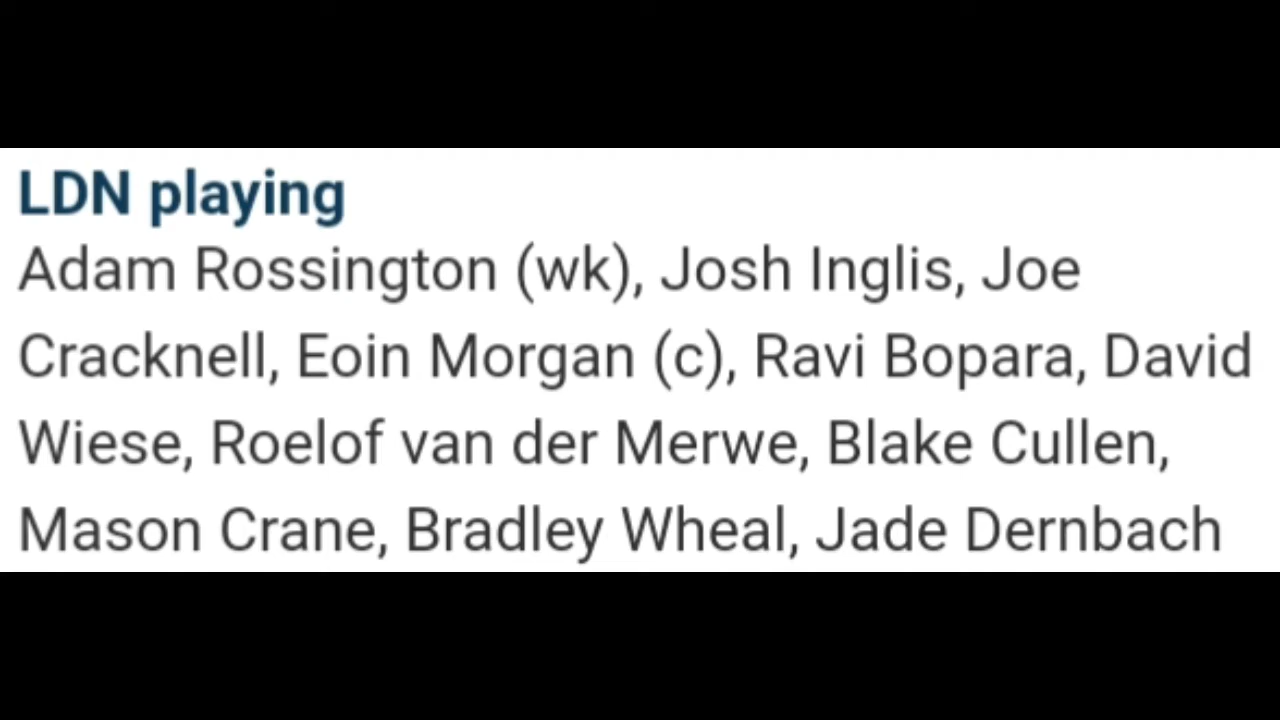 LDN playing
Adam Rossington (wk), Josh Inglis, Joe
Cracknell, Eoin Morgan (c), Ravi Bopara, David
Wiese, Roelof van der Merwe, Blake Cullen,
Mason Crane, Bradley Wheal, Jade Dernbach